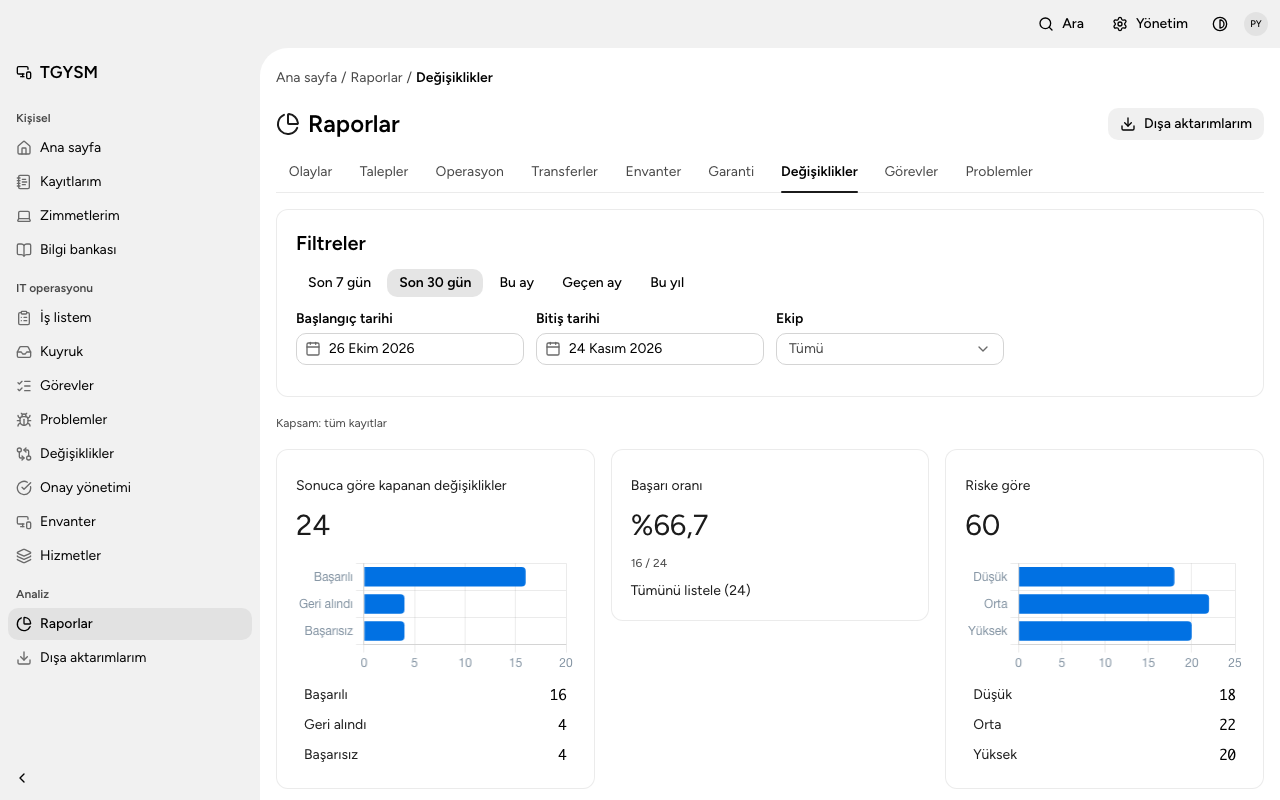 Ara
Yönetim
PY
TGYSM
Kişisel
Ana sayfa
Kayıtlarım
Zimmetlerim
Bilgi bankası
IT operasyonu
İş listem
Kuyruk
Görevler
Problemler
Değişiklikler
Onay yönetimi
Envanter
Hizmetler
Analiz
Raporlar
Dışa aktarımlarım
Ana sayfa / Raporlar / Değişiklikler
Raporlar
Dışa aktarımlarım
Olaylar Talepler Operasyon Transferler Envanter Garanti Değişiklikler Görevler Problemler
Filtreler
Son 7 gün Son 30 gün Bu ay Geçen ay Bu yıl
Başlangıç tarihi Bitiş tarihi Ekip
26 Ekim 2026 24 Kasım 2026 Tümü
Kapsam: tüm kayıtlar
Sonuca göre kapanan değişiklikler
24
Başarılı
Geri alındı
Başarısız
0 5 10 15 20
Başarılı 16
Geri alındı 4
Başarısız 4
Başarı oranı
%66,7
16 / 24
Tümünü listele (24)
Riske göre
60
Düşük
Orta
Yüksek
0 5 10 15 20 25
Düşük 18
Orta 22
Yüksek 20